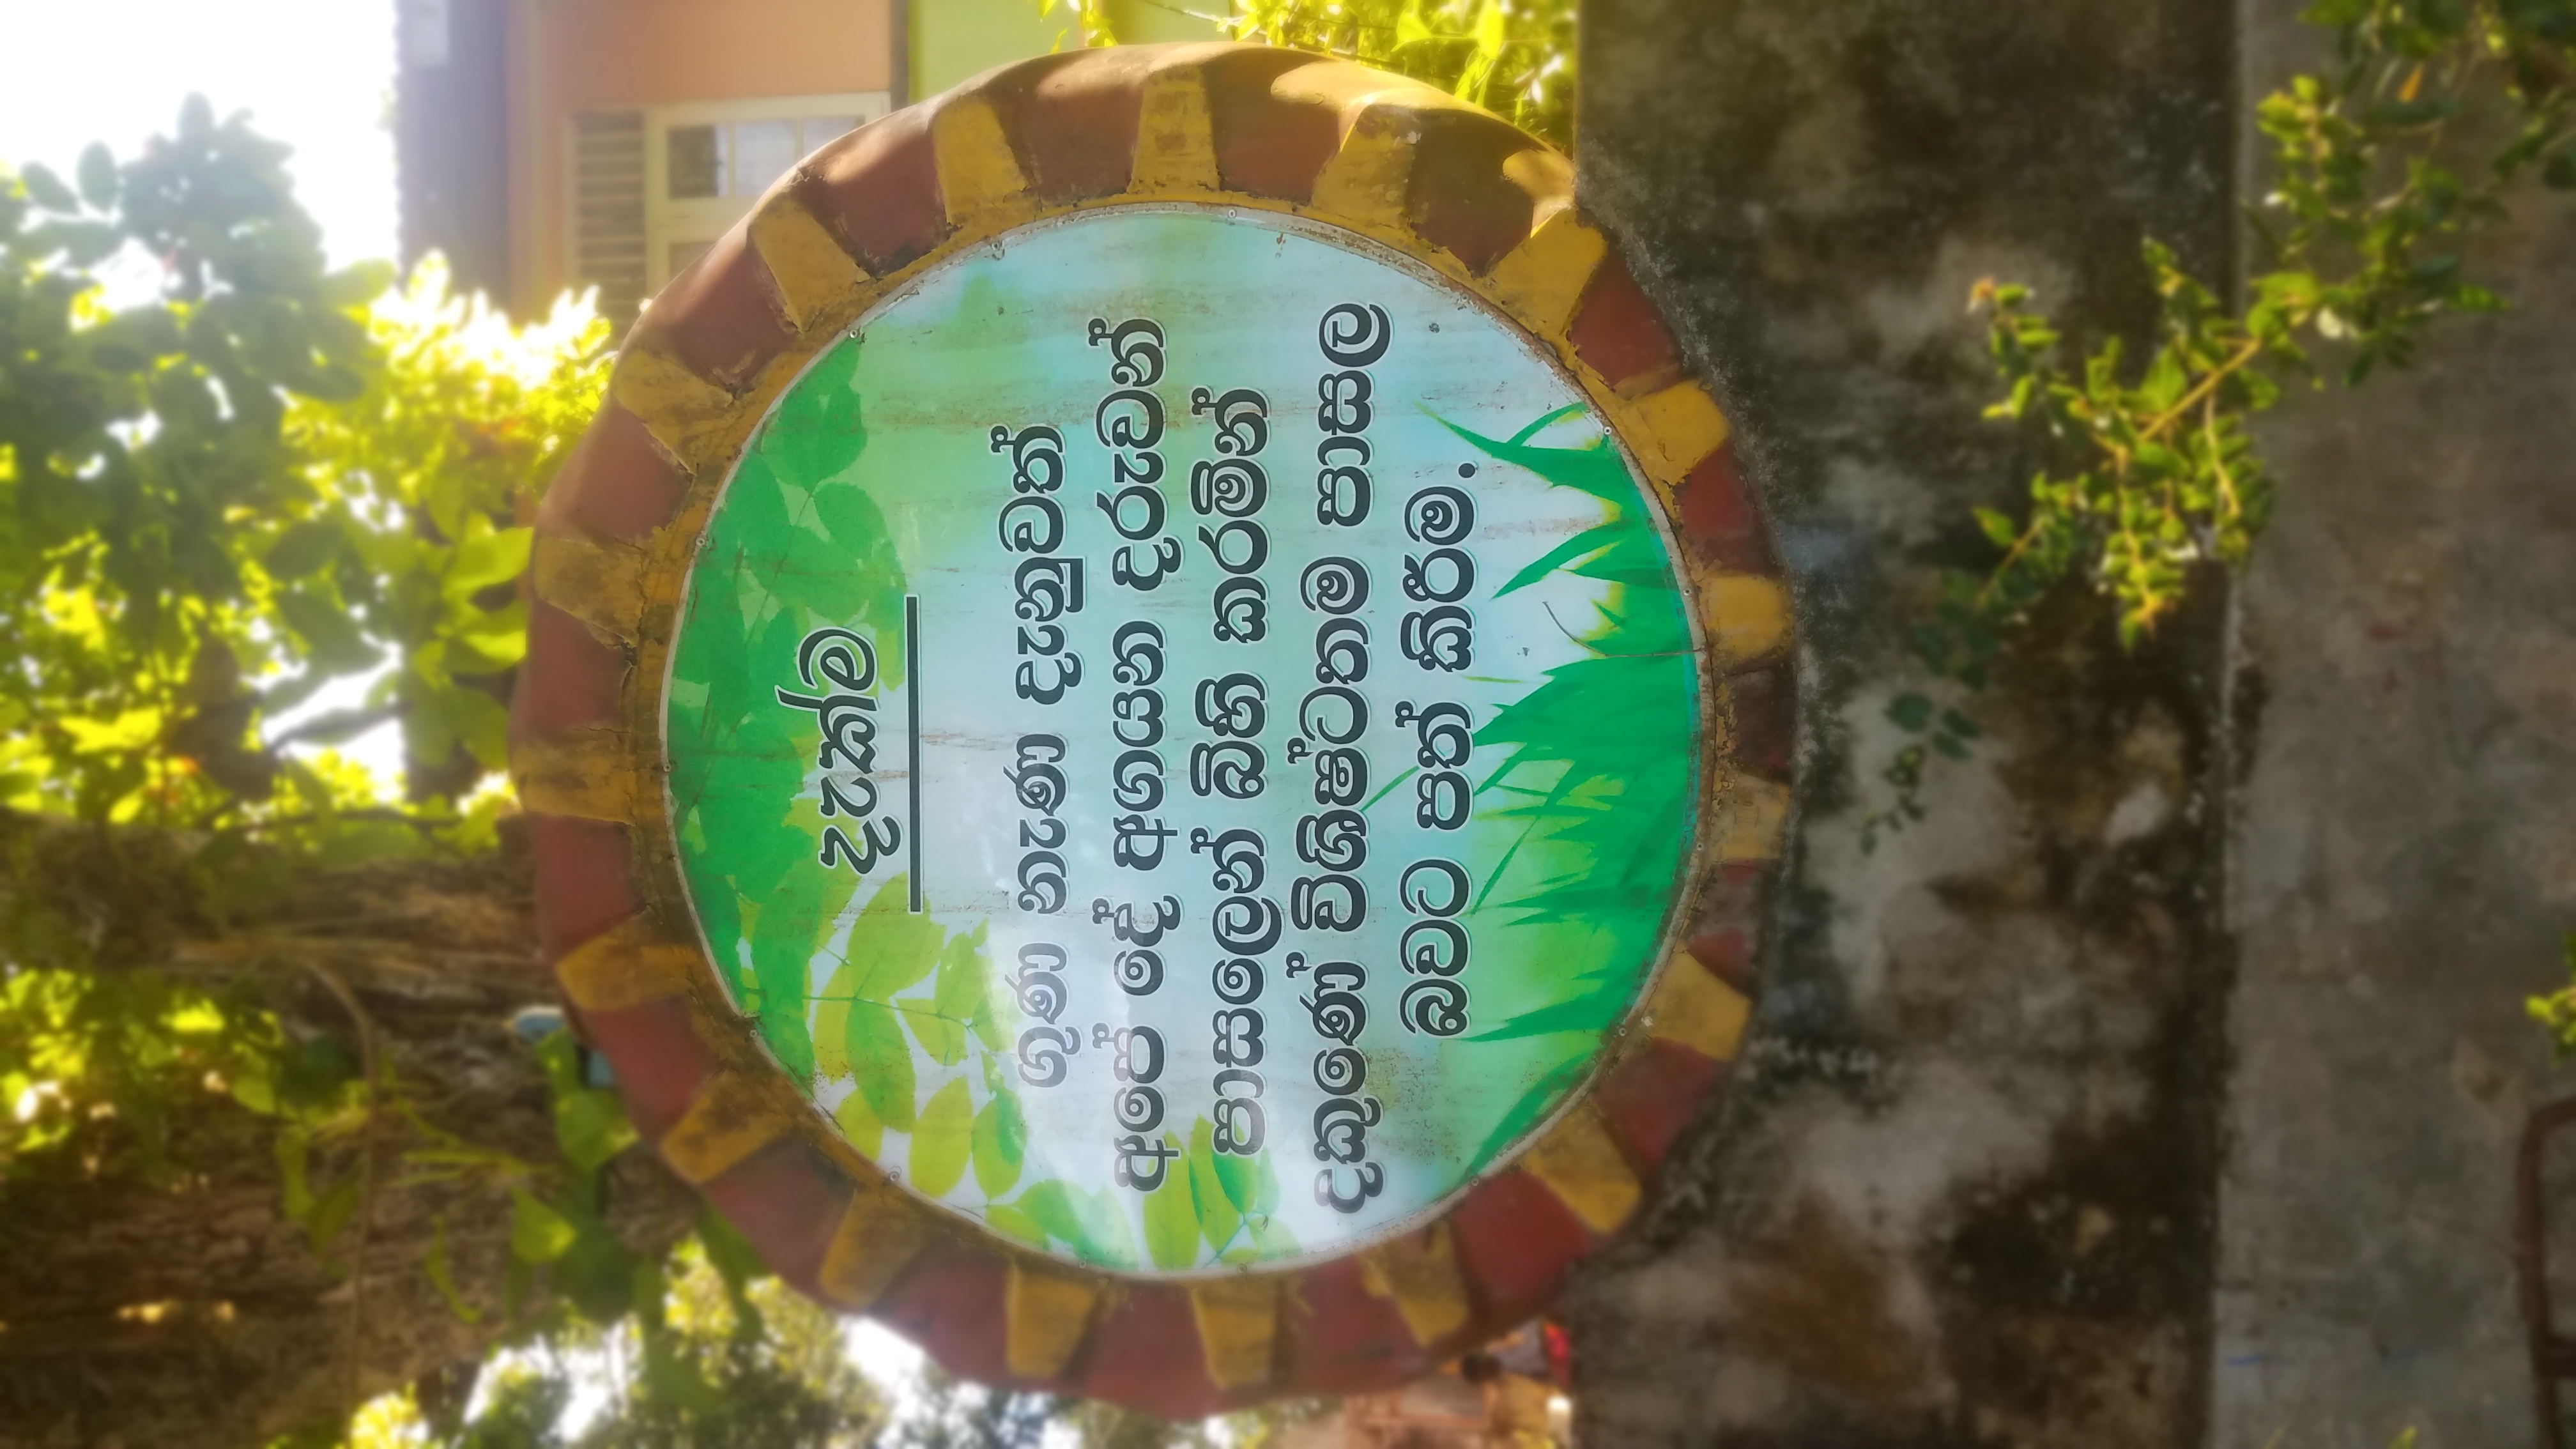 දැක්ම
ගුණ නැණ දැනුවත්
අපේ දේ අගයන දරුවන්
පාසලෙන් බිහි කරමින්
දකුණේ විශිෂ්ටතම පාසල
බවට පත් කිරීම.